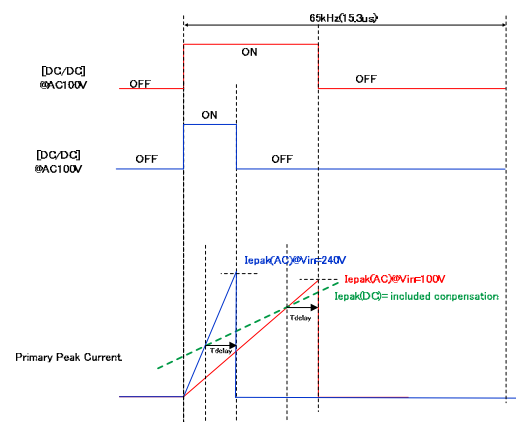 65kHz(15.3us)
ON
[DC/DC]
@AC100V
OFF
OFF
ON
[DC/DC]
@AC100V
OFF
OFF
Iepak(AC)@Vin=240V
Iepak(AC)@Vin=100V
Iepak(DC)= included conpensation
Tdelay
Tdelay
Primary Peak Current.